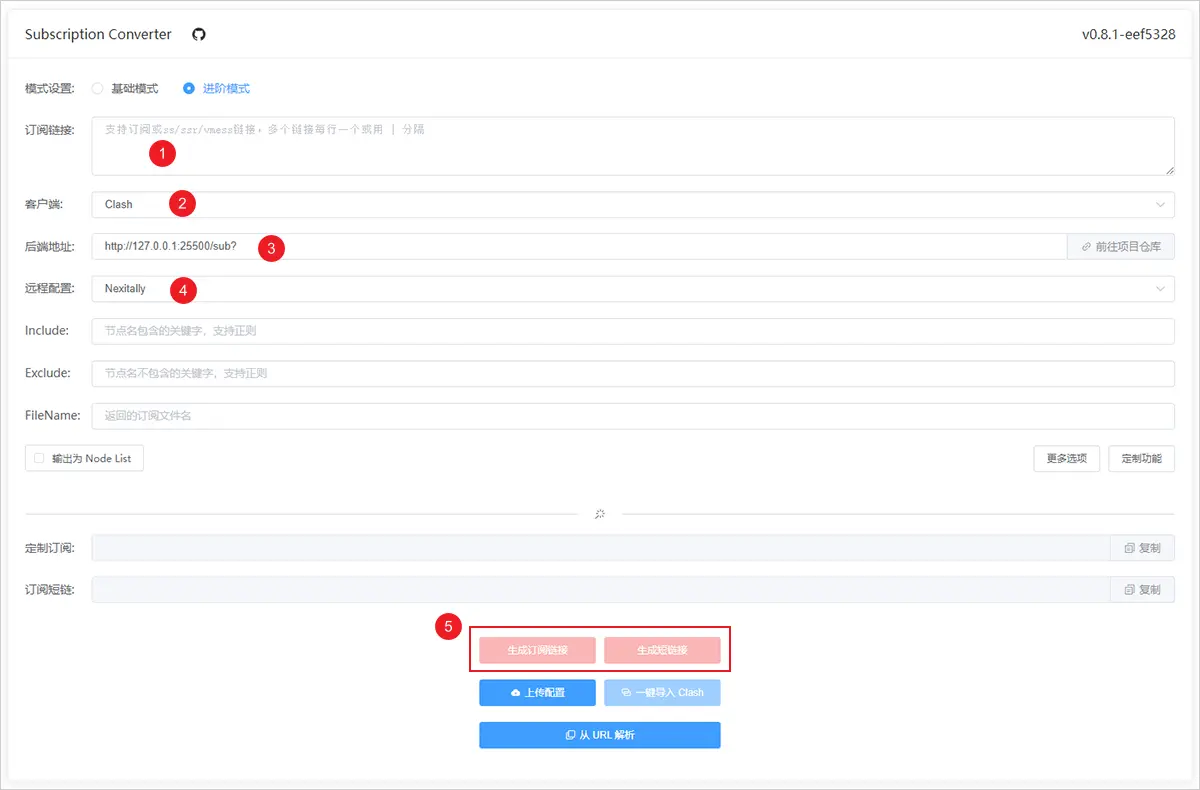 Subscription Converter v0.8.1-eef5328
模式设置: 基础模式 进阶模式
订阅链接: 支持订阅或ss/ssr/vmess链接，多个链接每行一个或用 | 分隔
1
客户端: Clash 2
后端地址: http://127.0.0.1:25500/sub? 3 前往项目仓库
远程配置: Nexitally 4
Include: 节点名包含的关键字，支持正则
Exclude: 节点名不包含的关键字，支持正则
FileName: 返回的订阅文件名
输出为 Node List 更多选项 定制功能
定制订阅: 复制
订阅短链: 复制
5
生成订阅链接 生成短链接
上传配置 一键导入 Clash
从 URL 解析